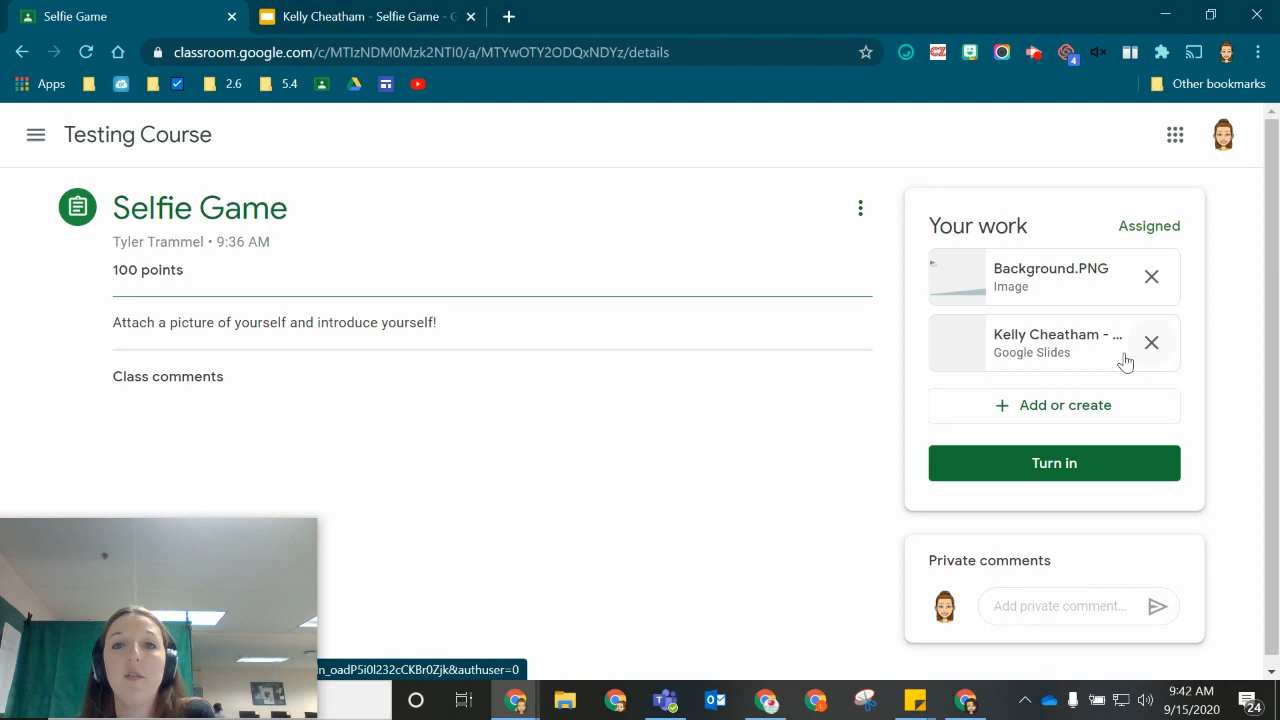 Selfie Game
Kelly Cheatham - Selfie Game - G
classroom.google.com/c/MTIzNDM0Mzk2NTI0/a/MTYwOTY2ODQxNDYz/details
4
Apps
2.6
5.4
Other bookmarks
Testing Course
Selfie Game
Tyler Trammel • 9:36 AM
100 points
Attach a picture of yourself and introduce yourself!
Class comments
Your work
Assigned
Background.PNG
Image
Kelly Cheatham - ...
Google Slides
+ Add or create
Turn in
Private comments
Add private comment...
n_oadP5i0l232cCKBr0Zjk&authuser=0
9:42 AM
9/15/2020
24